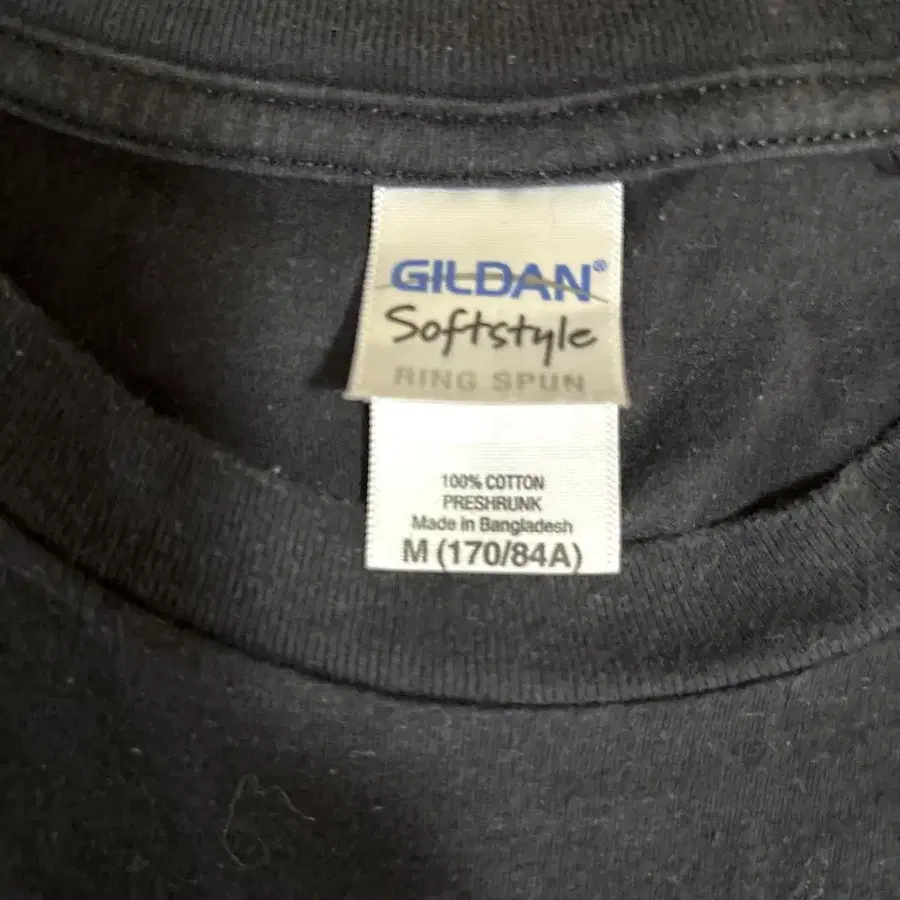 GILDAN®
Softstyle
RING SPUN
100% COTTON
PRESHRUNK
Made in Bangladesh
M (170/84A)